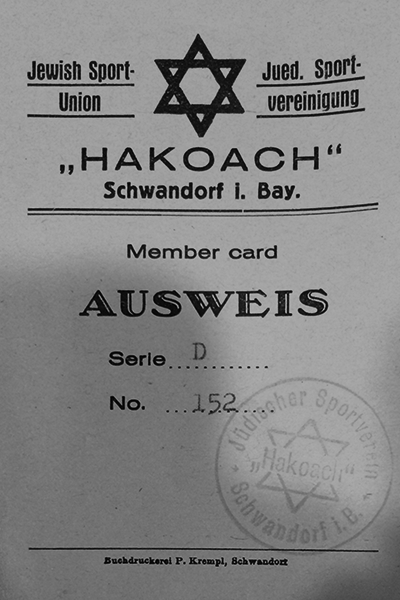 Jewish Sport-
Union
Jued. Sport-
vereinigung
„HAKOACH“
Schwandorf i. Bay.
Member card
AUSWEIS
Serie D
No. 152
Jüdischer Sportverein
„Hakoach“
Schwandorf i.B.
Buchdruckerei P. Krempl, Schwandorf